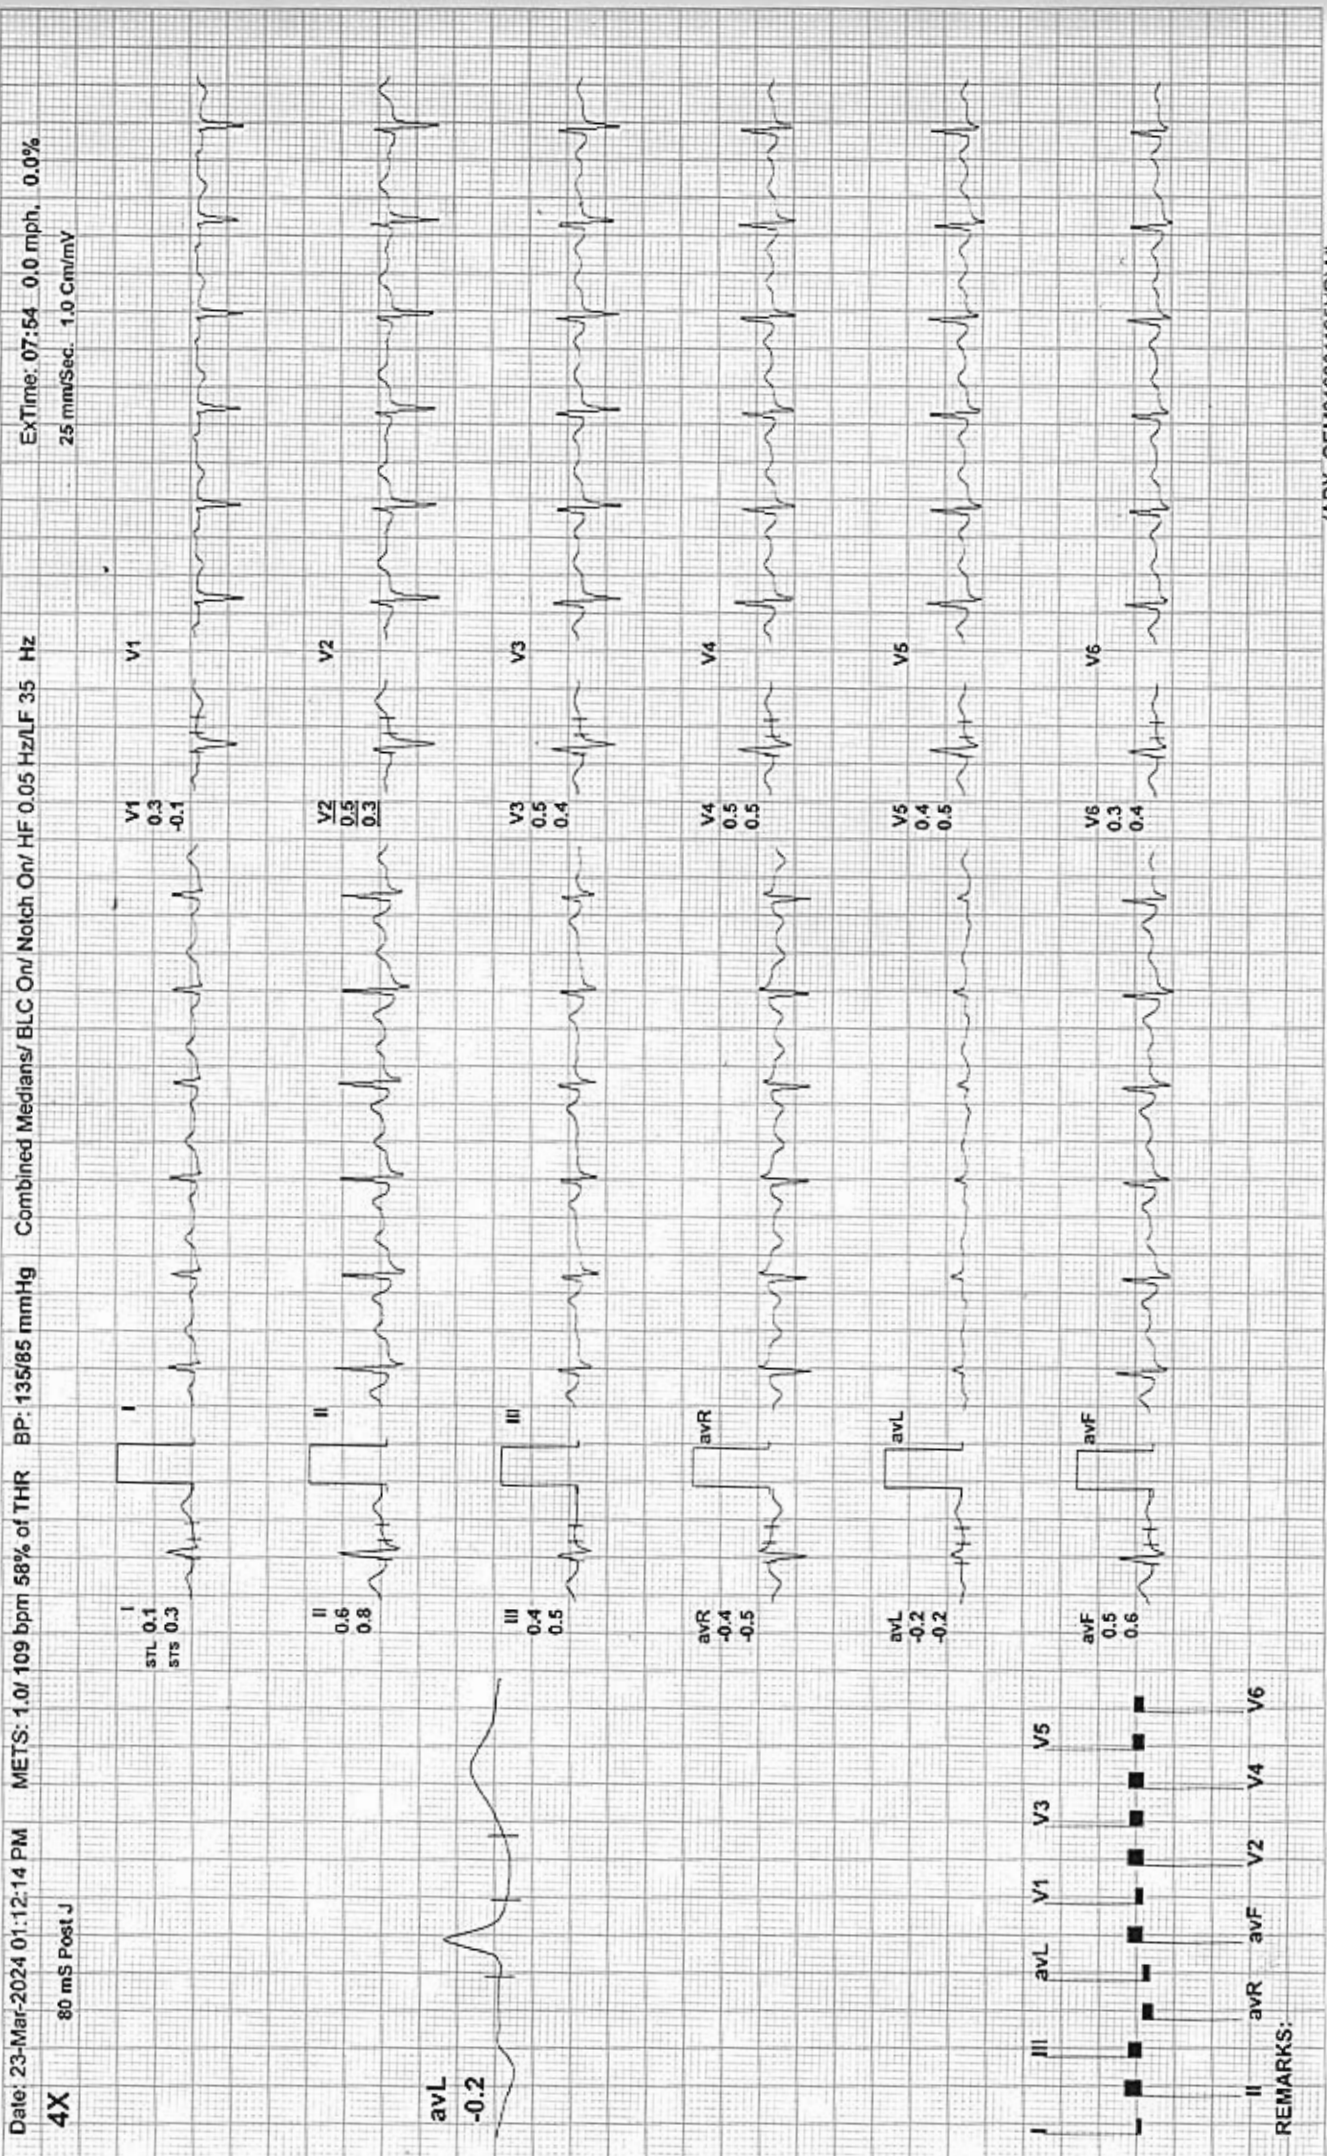 Date: 23-Mar-2024 01:12:14 PM METS: 1.0/ 109 bpm 58% of THR BP: 135/85 mmHg Combined Medians/ BLC On/ Notch On/ HF 0.05 Hz/LF 35 Hz ExTime: 07:54 0.0 mph, 0.0%
4X 80 mS Post J 25 mm/Sec. 1.0 Cm/mV
avL
-0.2
I
STL 0.1
STS 0.3
I
V1
0.3
-0.1
V1
II
0.6
0.8
II
V2
0.5
0.3
V2
III
0.4
0.5
III
V3
0.5
0.4
V3
avR
-0.4
-0.5
avR
V4
0.5
0.5
V4
avL
-0.2
-0.2
avL
V5
0.4
0.5
V5
avF
0.5
0.6
avF
V6
0.3
0.4
V6
III avL V1 V3 V5
I II avR avF V2 V4 V6
REMARKS: